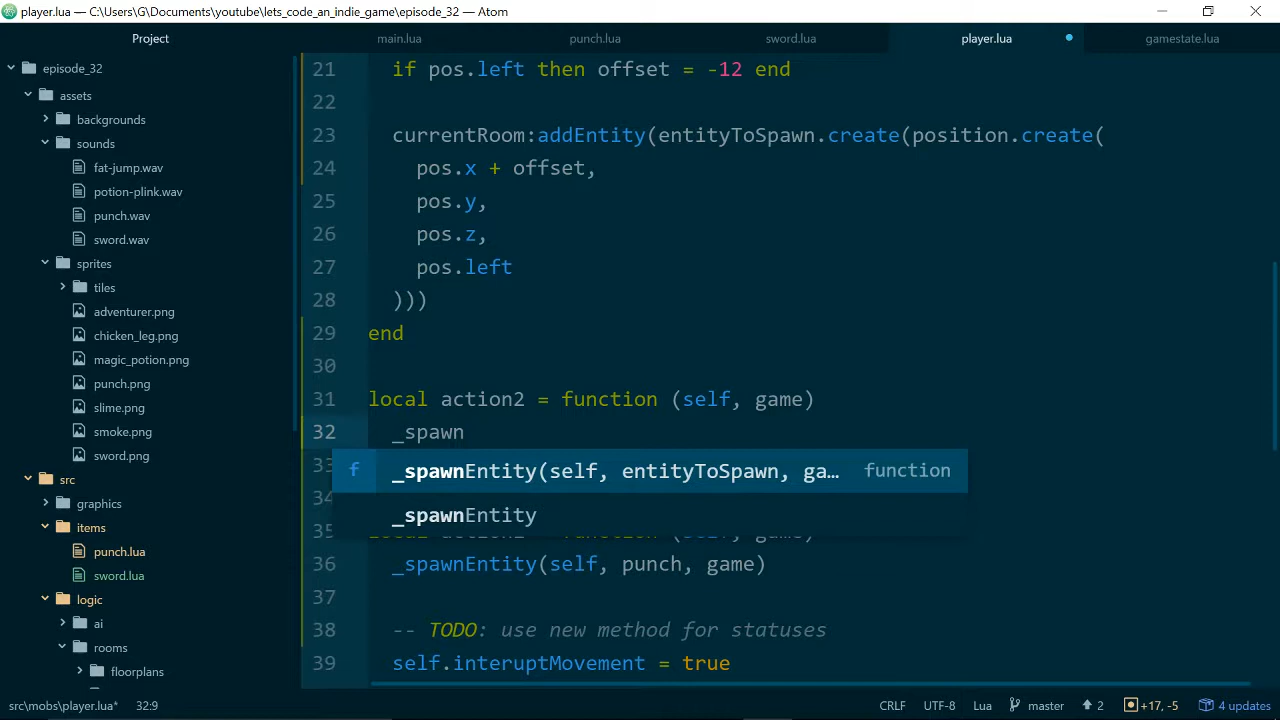 player.lua — C:\Users\G\Documents\youtube\lets_code_an_indie_game\episode_32 — Atom
Project
main.lua
punch.lua
sword.lua
player.lua
gamestate.lua
episode_32
assets
backgrounds
sounds
fat-jump.wav
potion-plink.wav
punch.wav
sword.wav
sprites
tiles
adventurer.png
chicken_leg.png
magic_potion.png
punch.png
slime.png
smoke.png
sword.png
src
graphics
items
punch.lua
sword.lua
logic
ai
rooms
floorplans
21 if pos.left then offset = -12 end
22
23 currentRoom:addEntity(entityToSpawn.create(position.create(
24 pos.x + offset,
25 pos.y,
26 pos.z,
27 pos.left
28 )))
29 end
30
31 local action2 = function (self, game)
32 _spawn
f _spawnEntity(self, entityToSpawn, ga… function
_spawnEntity
36 _spawnEntity(self, punch, game)
37
38 -- TODO: use new method for statuses
39 self.interuptMovement = true
src\mobs\player.lua* 32:9
CRLF UTF-8 Lua master 2 +17, -5 4 updates